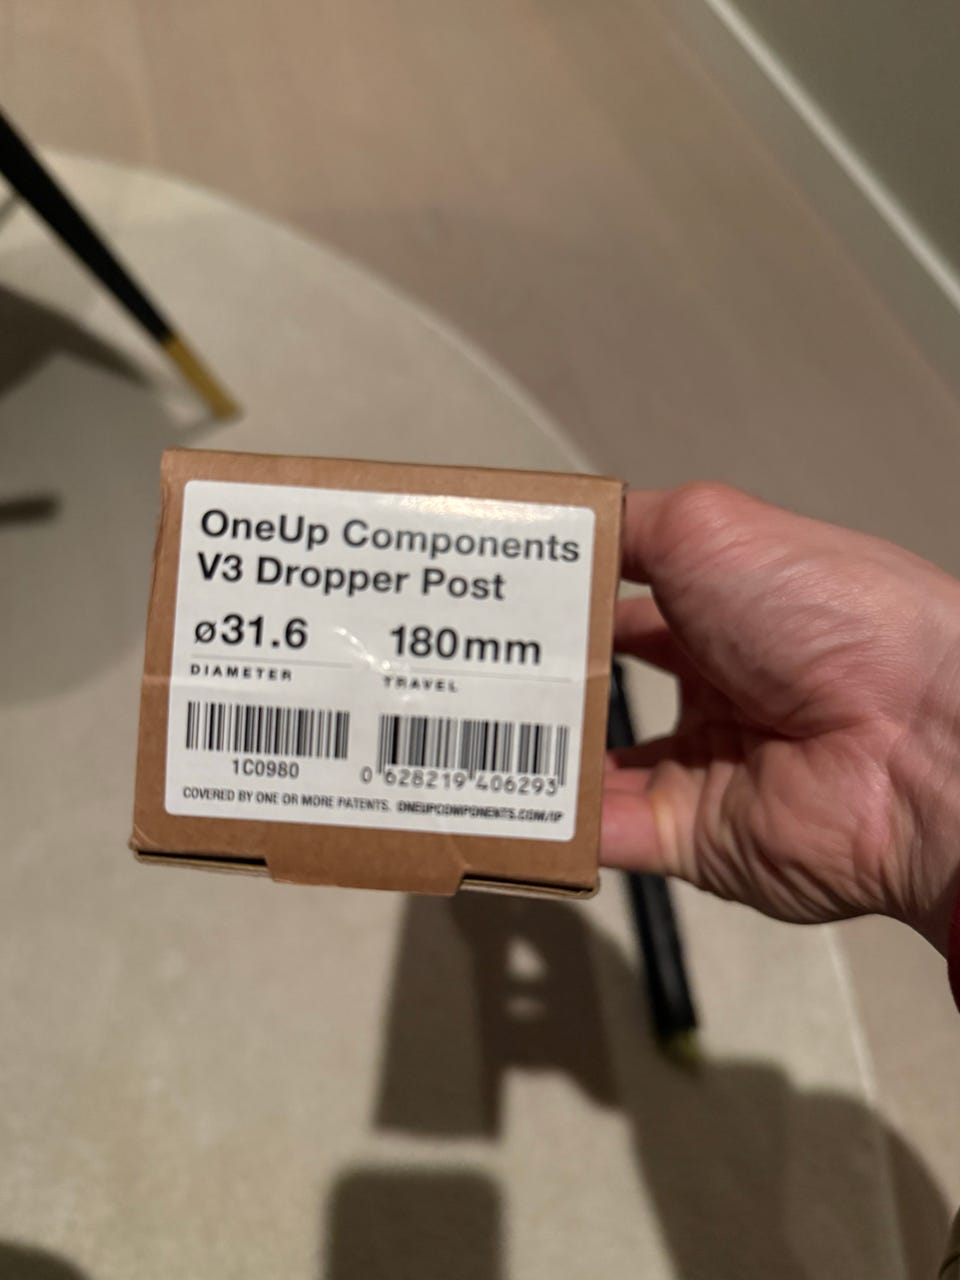 OneUp Components
V3 Dropper Post
ø31.6 180mm
DIAMETER TRAVEL
1C0980 0 628219 406293
COVERED BY ONE OR MORE PATENTS. ONEUPCOMPONENTS.COM/IP